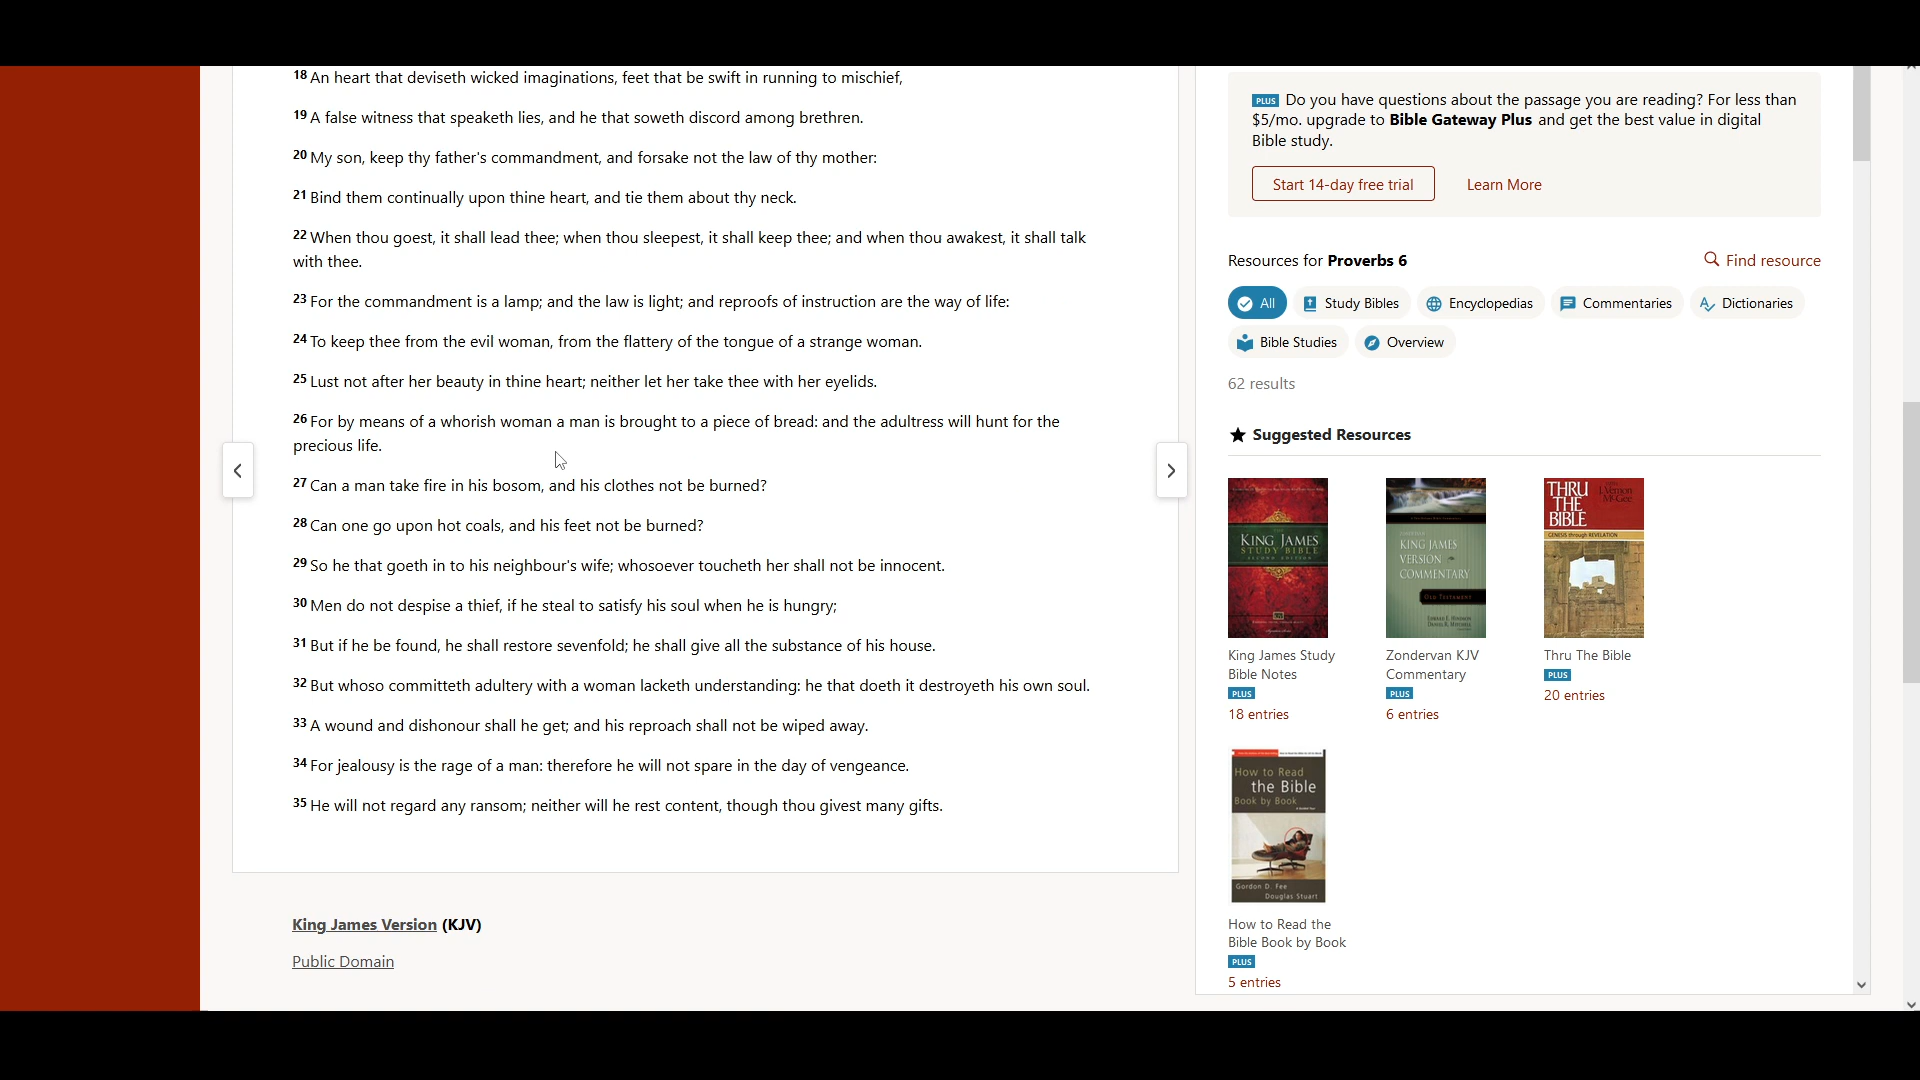 18 An heart that deviseth wicked imaginations, feet that be swift in running to mischief,
19 A false witness that speaketh lies, and he that soweth discord among brethren.
20 My son, keep thy father's commandment, and forsake not the law of thy mother:
21 Bind them continually upon thine heart, and tie them about thy neck.
22 When thou goest, it shall lead thee; when thou sleepest, it shall keep thee; and when thou awakest, it shall talk
with thee.
23 For the commandment is a lamp; and the law is light; and reproofs of instruction are the way of life:
24 To keep thee from the evil woman, from the flattery of the tongue of a strange woman.
25 Lust not after her beauty in thine heart; neither let her take thee with her eyelids.
26 For by means of a whorish woman a man is brought to a piece of bread: and the adultress will hunt for the
precious life.
27 Can a man take fire in his bosom, and his clothes not be burned?
28 Can one go upon hot coals, and his feet not be burned?
29 So he that goeth in to his neighbour's wife; whosoever toucheth her shall not be innocent.
30 Men do not despise a thief, if he steal to satisfy his soul when he is hungry;
31 But if he be found, he shall restore sevenfold; he shall give all the substance of his house.
32 But whoso committeth adultery with a woman lacketh understanding: he that doeth it destroyeth his own soul.
33 A wound and dishonour shall he get; and his reproach shall not be wiped away.
34 For jealousy is the rage of a man: therefore he will not spare in the day of vengeance.
35 He will not regard any ransom; neither will he rest content, though thou givest many gifts.
King James Version (KJV)
Public Domain
PLUS Do you have questions about the passage you are reading? For less than
$5/mo. upgrade to Bible Gateway Plus and get the best value in digital
Bible study.
Start 14-day free trial Learn More
Resources for Proverbs 6 Find resource
All Study Bibles Encyclopedias Commentaries Dictionaries
Bible Studies Overview
62 results
Suggested Resources
KING JAMES
STUDY BIBLE
SECOND EDITION
KING JAMES
VERSION
COMMENTARY
OLD TESTAMENT
THRU
THE
BIBLE
J. Vernon
McGee
GENESIS through REVELATION
King James Study
Bible Notes
PLUS
18 entries
Zondervan KJV
Commentary
PLUS
6 entries
Thru The Bible
PLUS
20 entries
How to Read
the Bible
Book by Book
Gordon D. Fee
Douglas Stuart
How to Read the
Bible Book by Book
PLUS
5 entries